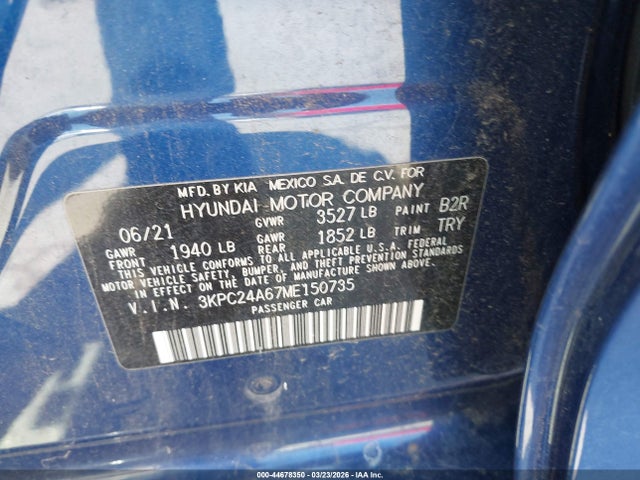 MFD. BY KIA MEXICO S.A. DE C.V. FOR
HYUNDAI MOTOR COMPANY
06/21 GVWR 3527 LB PAINT B2R
GAWR FRONT 1940 LB GAWR REAR 1852 LB TRIM TRY
THIS VEHICLE CONFORMS TO ALL APPLICABLE U.S.A. FEDERAL
MOTOR VEHICLE SAFETY, BUMPER, AND THEFT PREVENTION STANDARDS
IN EFFECT ON THE DATE OF MANUFACTURE SHOWN ABOVE.
V.I.N. 3KPC24A67ME150735
PASSENGER CAR
000-44678350 - 03/23/2026 - IAA Inc.